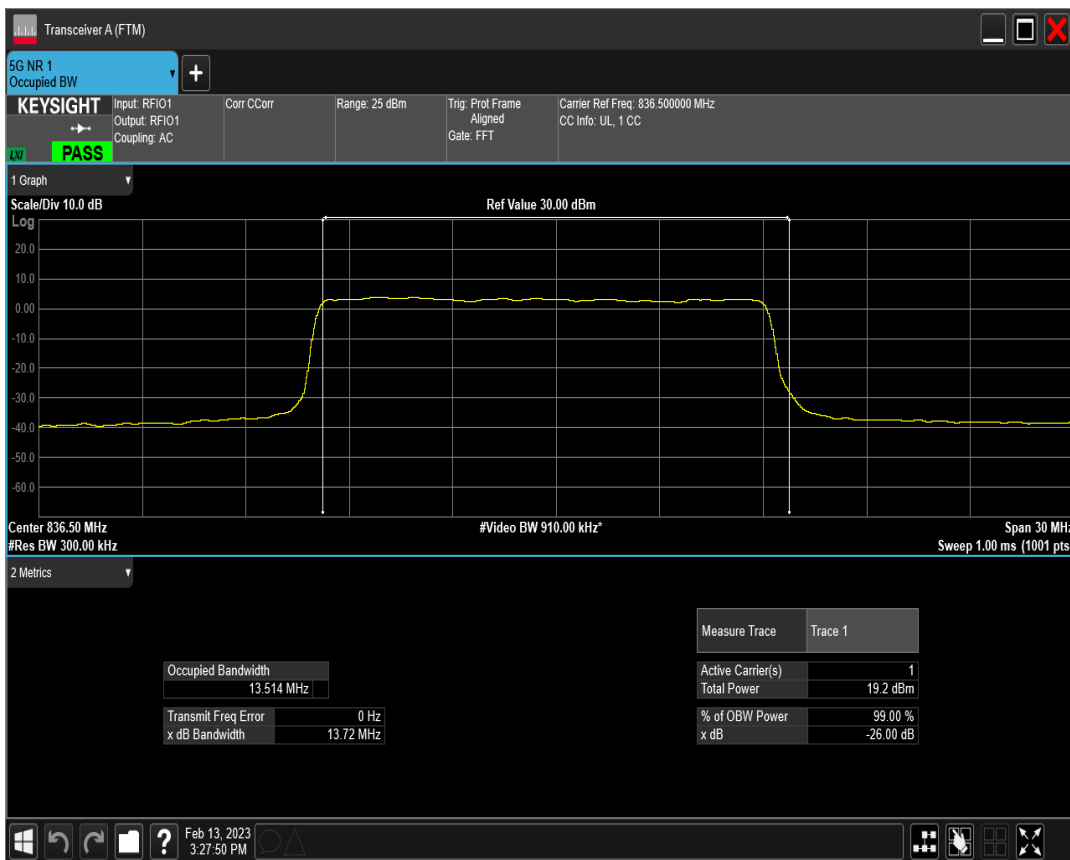 Transceiver A (FTM)
5G NR 1
Occupied BW
+
KEYSIGHT
LXI
PASS
Input: RFIO1
Output: RFIO1
Coupling: AC
Corr CCorr
Range: 25 dBm
Trig: Prot Frame
Aligned
Gate: FFT
Carrier Ref Freq: 836.500000 MHz
CC Info: UL, 1 CC
1 Graph
Scale/Div 10.0 dB
Ref Value 30.00 dBm
Log
20.0
10.0
0.00
-10.0
-20.0
-30.0
-40.0
-50.0
-60.0
Center 836.50 MHz
#Video BW 910.00 kHz*
Span 30 MHz
#Res BW 300.00 kHz
Sweep 1.00 ms (1001 pts
2 Metrics
Measure Trace Trace 1
Occupied Bandwidth
13.514 MHz
Active Carrier(s) 1
Total Power 19.2 dBm
Transmit Freq Error 0 Hz
x dB Bandwidth 13.72 MHz
% of OBW Power 99.00 %
x dB -26.00 dB
?
Feb 13, 2023
3:27:50 PM